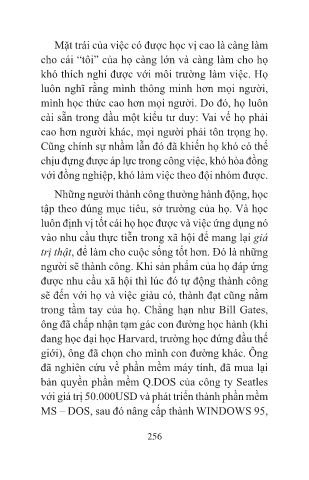 Mặt trái của việc có được học vị cao là càng làm
cho cái “tôi” của họ càng lớn và càng làm cho họ
khó thích nghi được với môi trường làm việc. Họ
luôn nghĩ rằng mình thông minh hơn mọi người,
mình học thức cao hơn mọi người. Do đó, họ luôn
cài sẵn trong đầu một kiểu tư duy: Vai vế họ phải
cao hơn người khác, mọi người phải tôn trọng họ.
Cũng chính sự nhầm lẫn đó đã khiến họ khó có thể
chịu đựng được áp lực trong công việc, khó hòa đồng
với đồng nghiệp, khó làm việc theo đội nhóm được.
Những người thành công thường hành động, học
tập theo đúng mục tiêu, sở trường của họ. Và học
luôn định vị tốt cái họ học được và việc ứng dụng nó
vào nhu cầu thực tiễn trong xã hội để mang lại giá
trị thật, để làm cho cuộc sống tốt hơn. Đó là những
người sẽ thành công. Khi sản phẩm của họ đáp ứng
được nhu cầu xã hội thì lúc đó tự động thành công
sẽ đến với họ và việc giàu có, thành đạt cũng nằm
trong tầm tay của họ. Chẳng hạn như Bill Gates,
ông đã chấp nhận tạm gác con đường học hành (khi
đang học đại học Harvard, trường học đứng đầu thế
giới), ông đã chọn cho mình con đường khác. Ông
đã nghiên cứu về phần mềm máy tính, đã mua lại
bản quyền phần mềm Q.DOS của công ty Seatles
với giá trị 50.000USD và phát triển thành phần mềm
MS – DOS, sau đó nâng cấp thành WINDOWS 95,
256